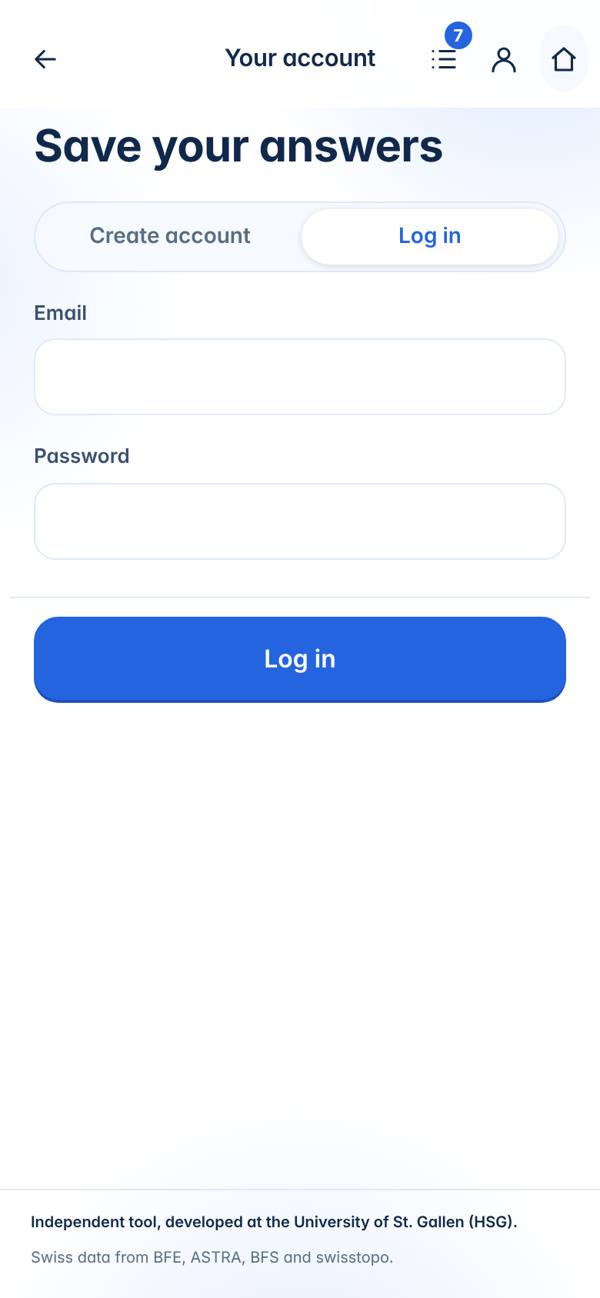 Your account
7
Save your answers
Create account
Log in
Email
Password
Log in
Independent tool, developed at the University of St. Gallen (HSG).
Swiss data from BFE, ASTRA, BFS and swisstopo.